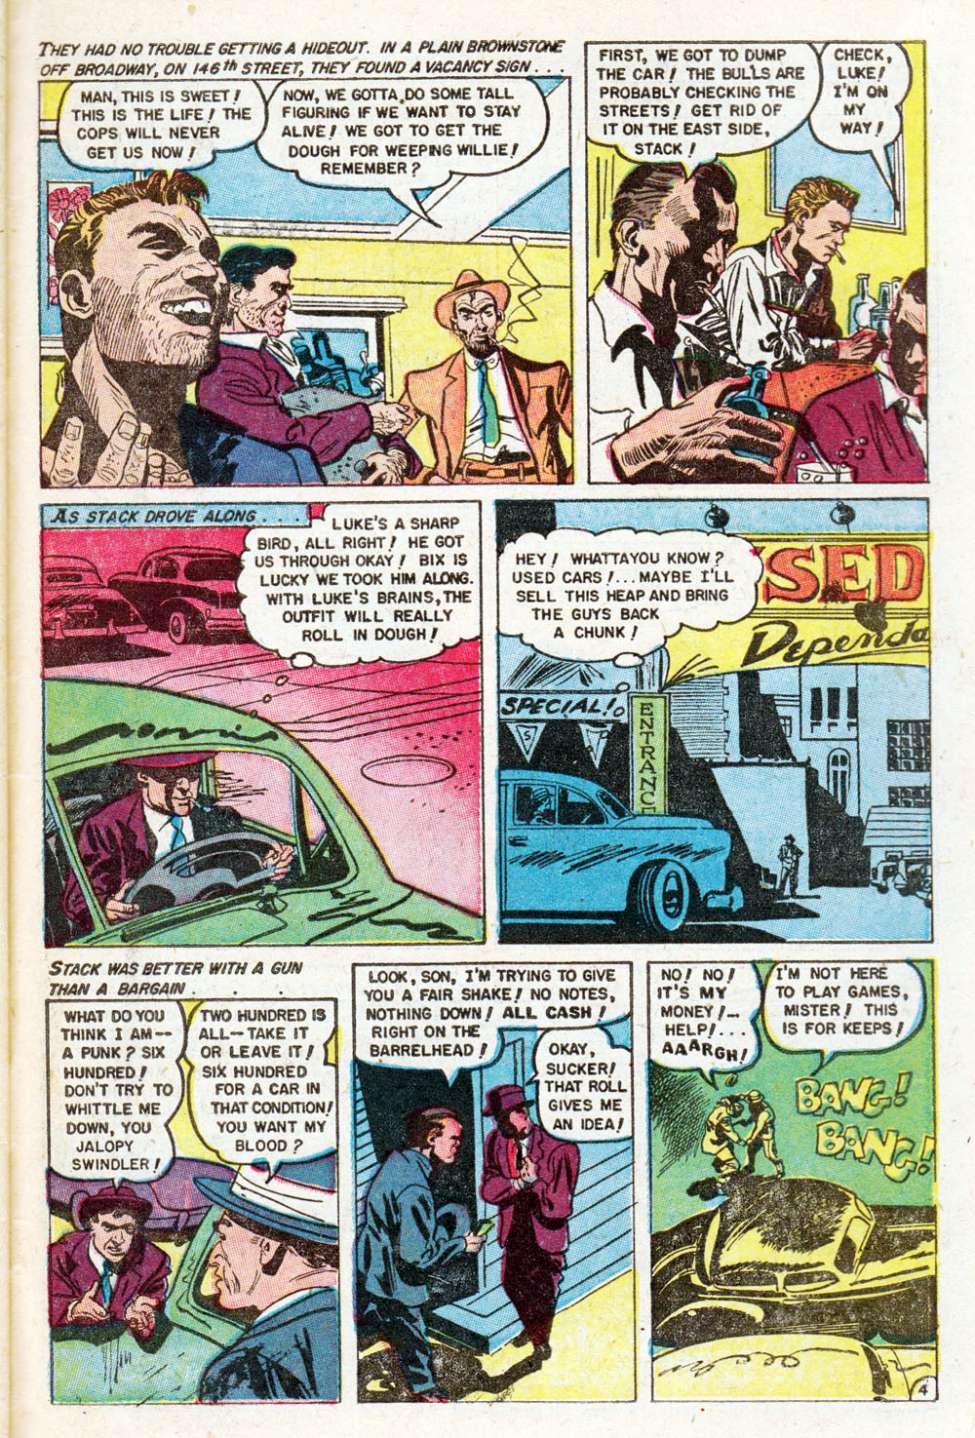 THEY HAD NO TROUBLE GETTING A HIDEOUT. IN A PLAIN BROWNSTONE
OFF BROADWAY, ON 146th STREET, THEY FOUND A VACANCY SIGN . . .
MAN, THIS IS SWEET!
THIS IS THE LIFE! THE
COPS WILL NEVER
GET US NOW!
NOW, WE GOTTA DO SOME TALL
FIGURING IF WE WANT TO STAY
ALIVE! WE GOT TO GET THE
DOUGH FOR WEEPING WILLIE!
REMEMBER?
FIRST, WE GOT TO DUMP
THE CAR! THE BULLS ARE
PROBABLY CHECKING THE
STREETS! GET RID OF
IT ON THE EAST SIDE,
STACK!
CHECK,
LUKE!
I'M ON
MY
WAY!
AS STACK DROVE ALONG . . . .
LUKE'S A SHARP
BIRD, ALL RIGHT! HE GOT
US THROUGH OKAY! BIX IS
LUCKY WE TOOK HIM ALONG.
WITH LUKE'S BRAINS, THE
OUTFIT WILL REALLY
ROLL IN DOUGH!
HEY! WHATTAYOU KNOW?
USED CARS!...MAYBE I'LL
SELL THIS HEAP AND BRING
THE GUYS BACK
A CHUNK!
USED
Dependa
SPECIAL!
ENTRANCE
STACK WAS BETTER WITH A GUN
THAN A BARGAIN . . . .
WHAT DO YOU
THINK I AM--
A PUNK? SIX
HUNDRED!
DON'T TRY TO
WHITTLE ME
DOWN, YOU
JALOPY
SWINDLER!
TWO HUNDRED IS
ALL--TAKE IT
OR LEAVE IT!
SIX HUNDRED
FOR A CAR IN
THAT CONDITION!
YOU WANT MY
BLOOD?
LOOK, SON, I'M TRYING TO GIVE
YOU A FAIR SHAKE! NO NOTES,
NOTHING DOWN! ALL CASH!
RIGHT ON THE
BARRELHEAD!
OKAY,
SUCKER!
THAT ROLL
GIVES ME
AN IDEA!
NO! NO!
IT'S MY
MONEY!--
HELP!...
AAARGH!
I'M NOT HERE
TO PLAY GAMES,
MISTER! THIS
IS FOR KEEPS!
BANG!
BANG!
4